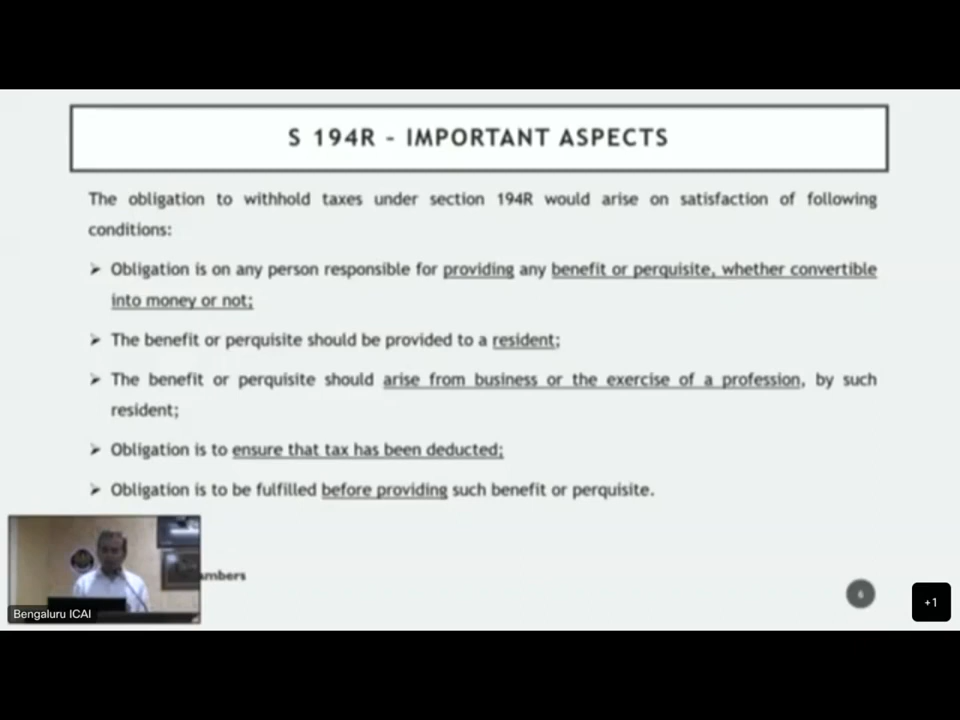 S 194R – IMPORTANT ASPECTS
The obligation to withhold taxes under section 194R would arise on satisfaction of following
conditions:
➢ Obligation is on any person responsible for providing any benefit or perquisite, whether convertible
into money or not;
➢ The benefit or perquisite should be provided to a resident;
➢ The benefit or perquisite should arise from business or the exercise of a profession, by such
resident;
➢ Obligation is to ensure that tax has been deducted;
➢ Obligation is to be fulfilled before providing such benefit or perquisite.
ambers
Bengaluru ICAI
6
+1